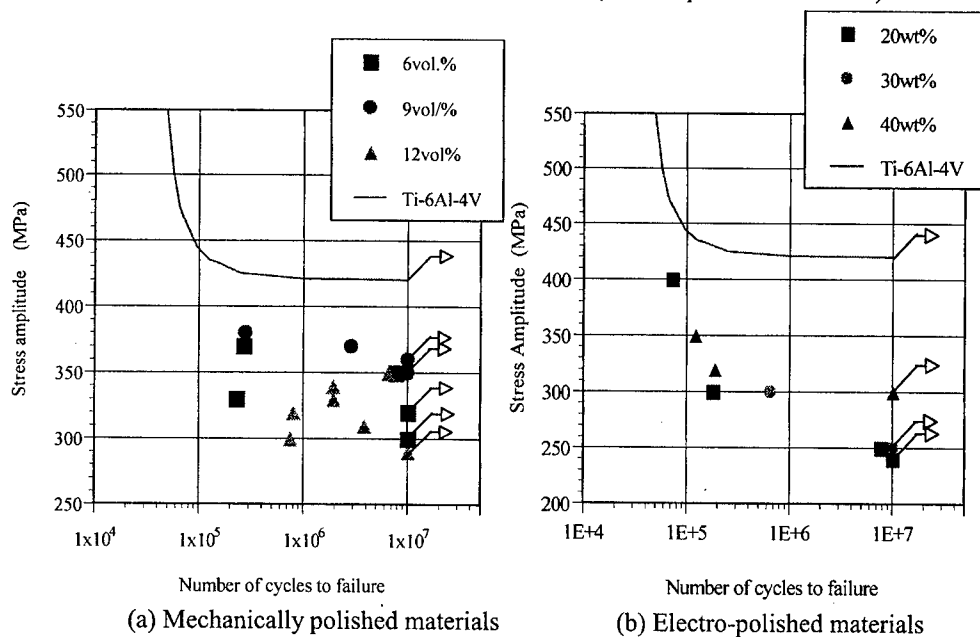 6vol.%
9vol/%
12vol%
Ti-6Al-4V
550
500
450
400
350
300
250
Stress amplitude (MPa)
1x10⁴
1x10⁵
1x10⁶
1x10⁷
Number of cycles to failure
(a) Mechanically polished materials
20wt%
30wt%
40wt%
Ti-6Al-4V
550
500
450
400
350
300
250
200
Stress Amplitude (MPa)
1E+4
1E+5
1E+6
1E+7
Number of cycles to failure
(b) Electro-polished materials